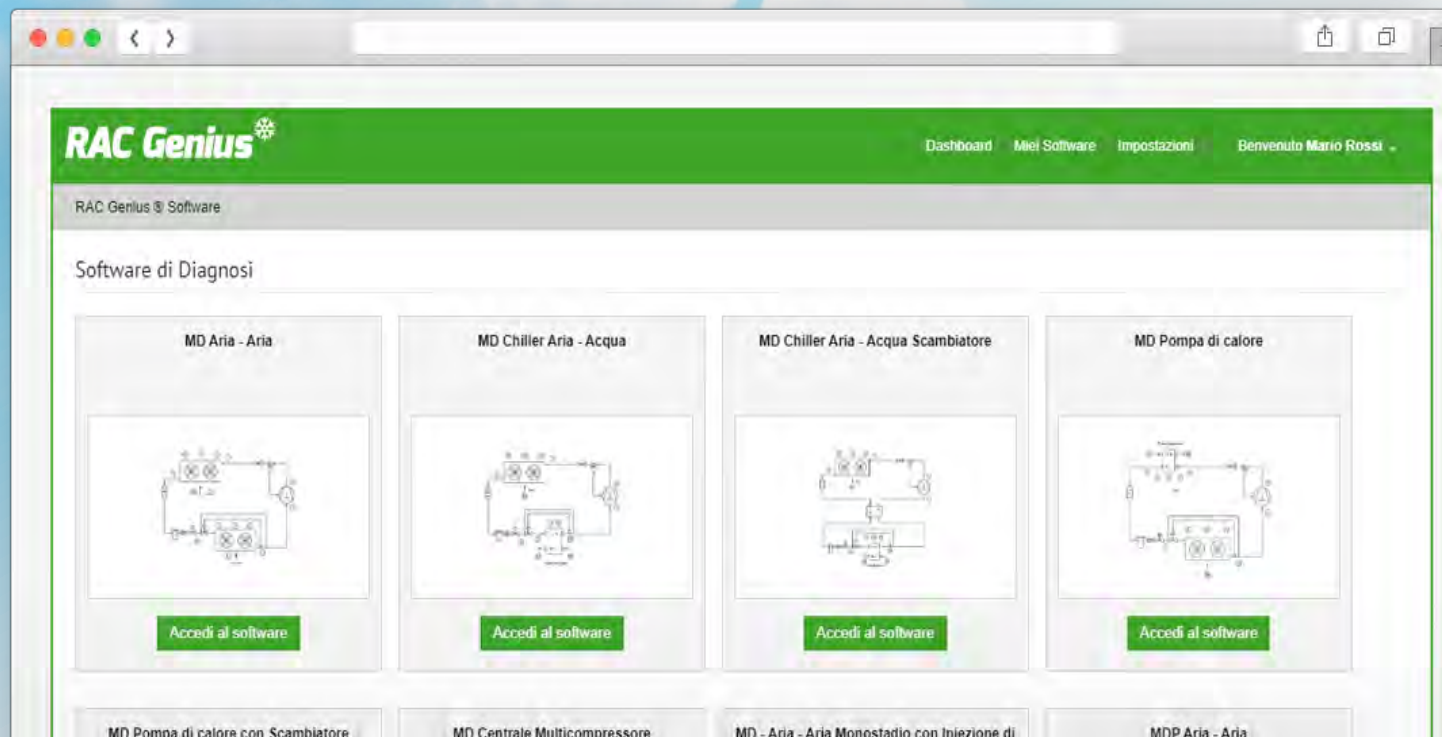 RAC Genius
Dashboard Miei Software Impostazioni Benvenuto Mario Rossi
RAC Genius ® Software
Software di Diagnosi
MD Aria - Aria
MD Chiller Aria - Acqua
MD Chiller Aria - Acqua Scambiatore
MD Pompa di calore
Accedi al software
Accedi al software
Accedi al software
Accedi al software
MD Pompa di calore con Scambiatore
MD Centrale Multicompressore
MD - Aria - Aria Monostadio con Iniezione di
MDP Aria - Aria